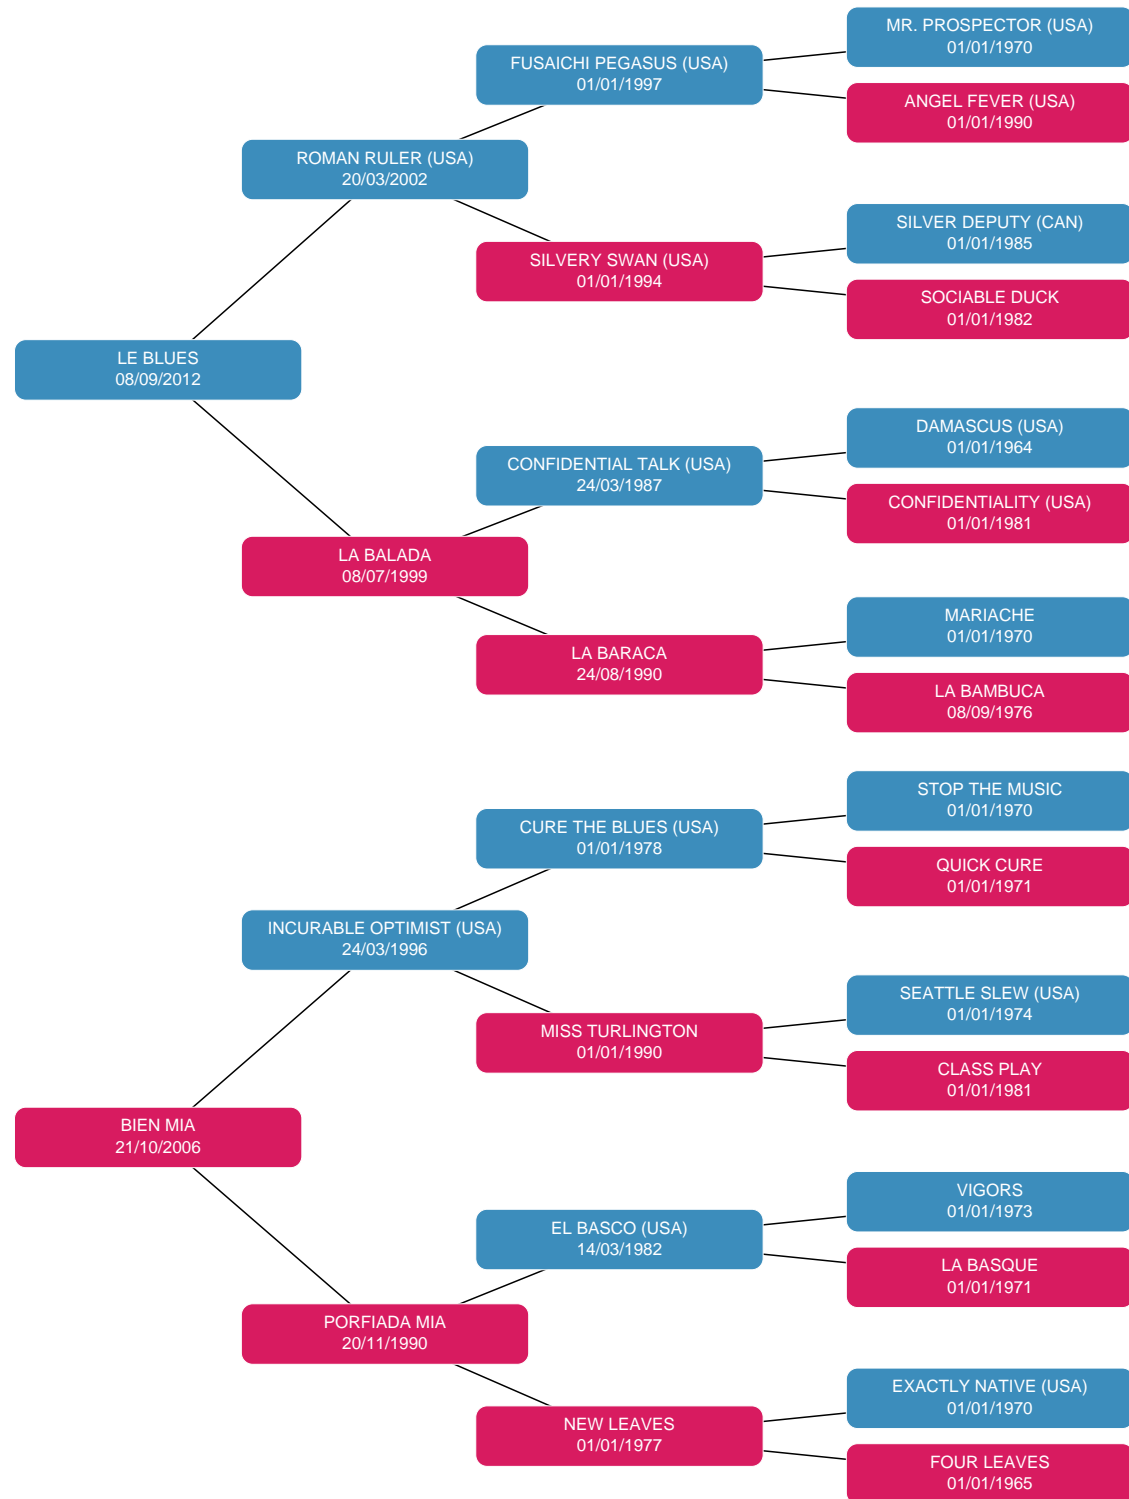 MR. PROSPECTOR (USA)
01/01/1970
FUSAICHI PEGASUS (USA)
01/01/1997
ANGEL FEVER (USA)
01/01/1990
ROMAN RULER (USA)
20/03/2002
SILVER DEPUTY (CAN)
01/01/1985
SILVERY SWAN (USA)
01/01/1994
SOCIABLE DUCK
01/01/1982
LE BLUES
08/09/2012
DAMASCUS (USA)
01/01/1964
CONFIDENTIAL TALK (USA)
24/03/1987
CONFIDENTIALITY (USA)
01/01/1981
LA BALADA
08/07/1999
MARIACHE
01/01/1970
LA BARACA
24/08/1990
LA BAMBUCA
08/09/1976
STOP THE MUSIC
01/01/1970
CURE THE BLUES (USA)
01/01/1978
QUICK CURE
01/01/1971
INCURABLE OPTIMIST (USA)
24/03/1996
SEATTLE SLEW (USA)
01/01/1974
MISS TURLINGTON
01/01/1990
CLASS PLAY
01/01/1981
BIEN MIA
21/10/2006
VIGORS
01/01/1973
EL BASCO (USA)
14/03/1982
LA BASQUE
01/01/1971
PORFIADA MIA
20/11/1990
EXACTLY NATIVE (USA)
01/01/1970
NEW LEAVES
01/01/1977
FOUR LEAVES
01/01/1965